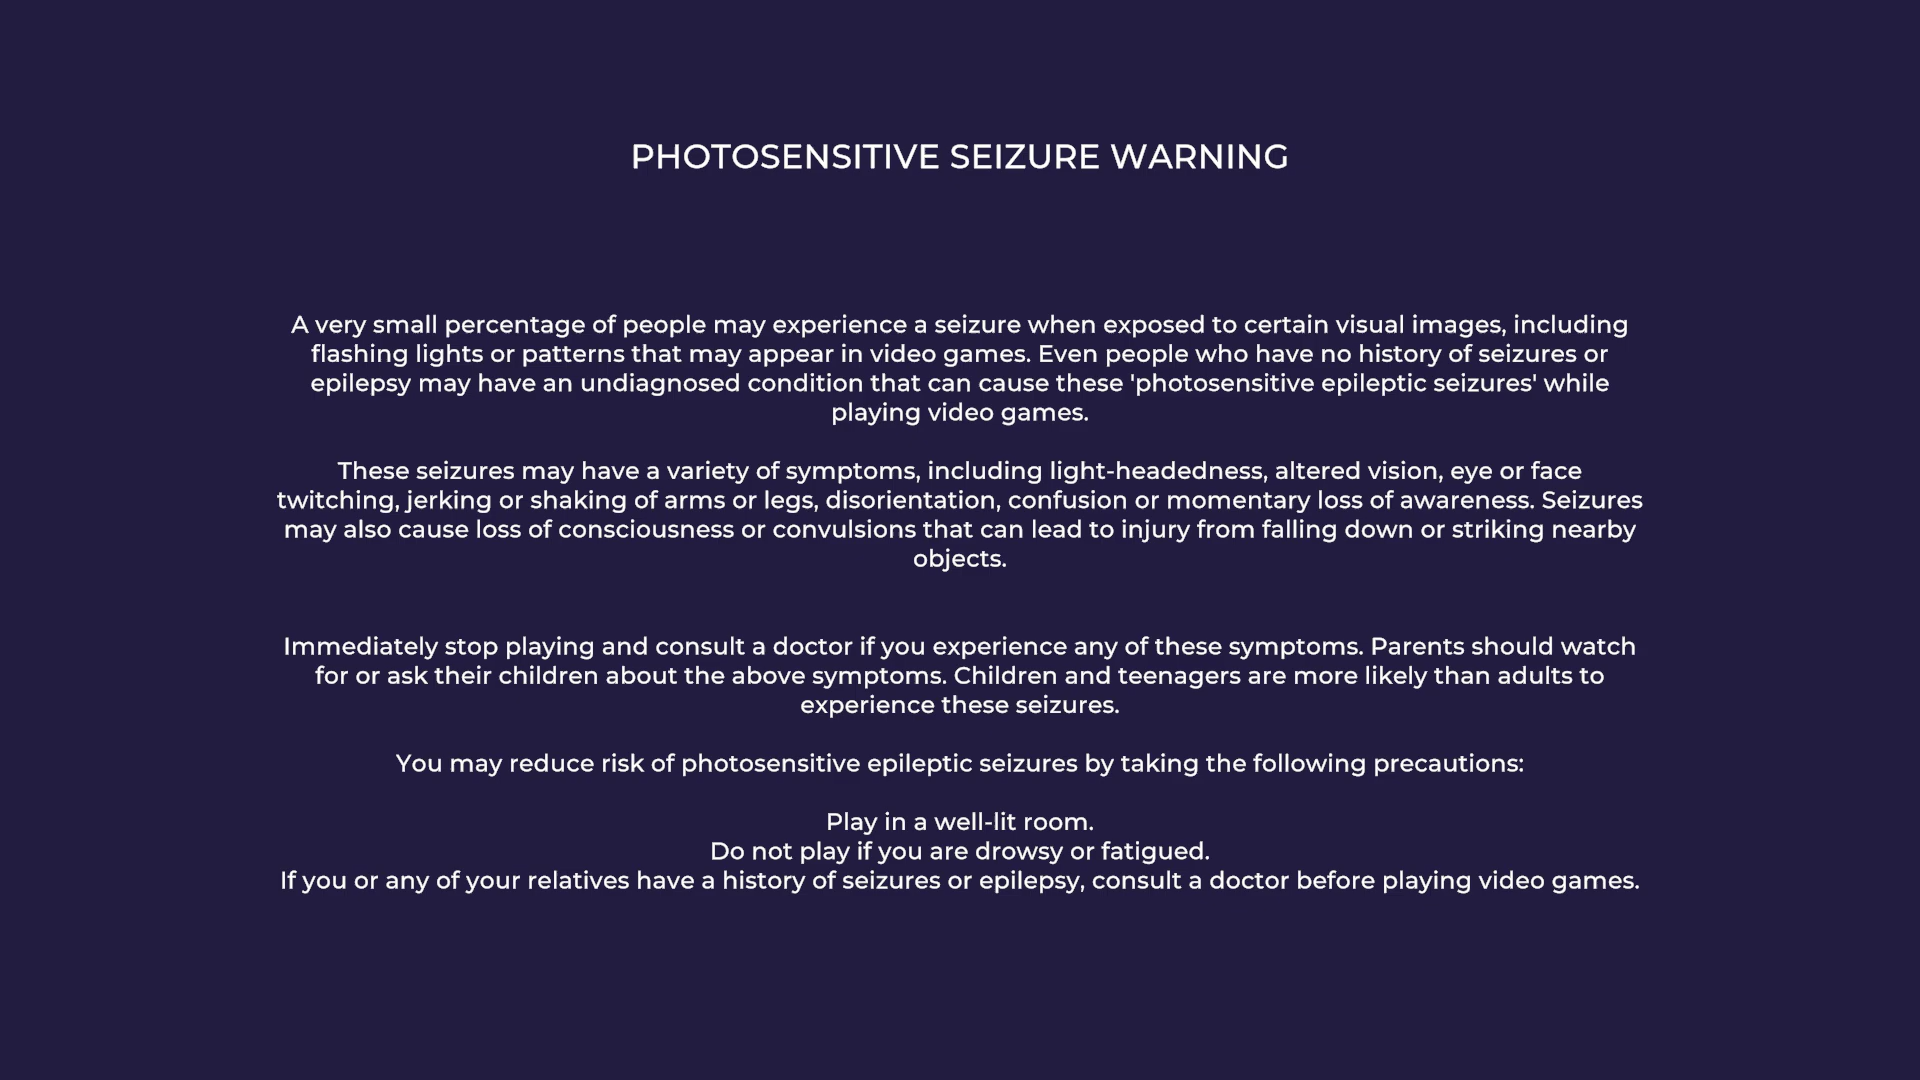 PHOTOSENSITIVE SEIZURE WARNING
A very small percentage of people may experience a seizure when exposed to certain visual images, including
flashing lights or patterns that may appear in video games. Even people who have no history of seizures or
epilepsy may have an undiagnosed condition that can cause these 'photosensitive epileptic seizures' while
playing video games.
These seizures may have a variety of symptoms, including light-headedness, altered vision, eye or face
twitching, jerking or shaking of arms or legs, disorientation, confusion or momentary loss of awareness. Seizures
may also cause loss of consciousness or convulsions that can lead to injury from falling down or striking nearby
objects.
Immediately stop playing and consult a doctor if you experience any of these symptoms. Parents should watch
for or ask their children about the above symptoms. Children and teenagers are more likely than adults to
experience these seizures.
You may reduce risk of photosensitive epileptic seizures by taking the following precautions:
Play in a well-lit room.
Do not play if you are drowsy or fatigued.
If you or any of your relatives have a history of seizures or epilepsy, consult a doctor before playing video games.